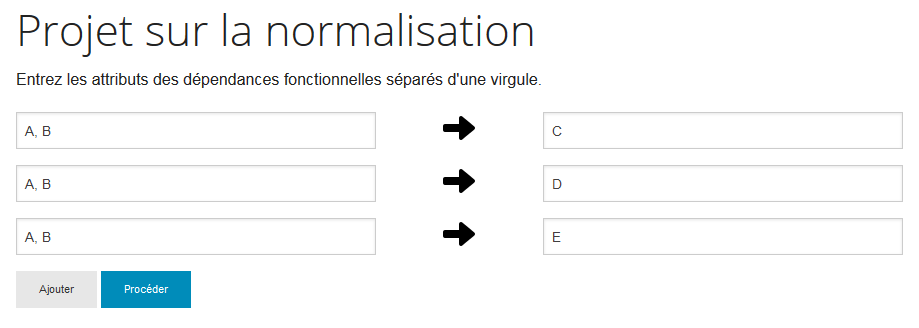 Projet sur la normalisation
Entrez les attributs des dépendances fonctionnelles séparés d'une virgule.
A, B C
A, B D
A, B E
Ajouter Procéder